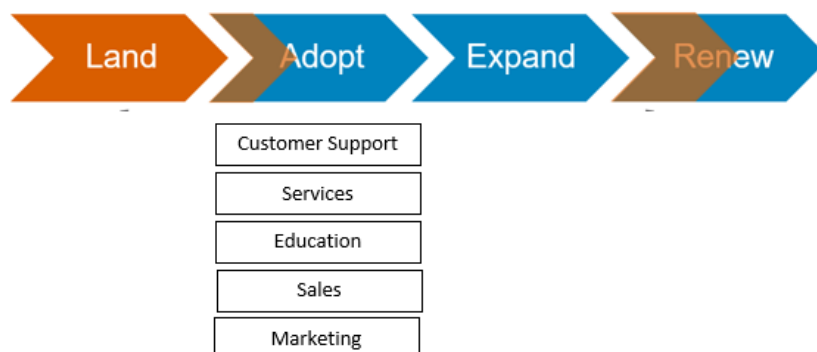 Land Adopt Expand Renew
Customer Support
Services
Education
Sales
Marketing